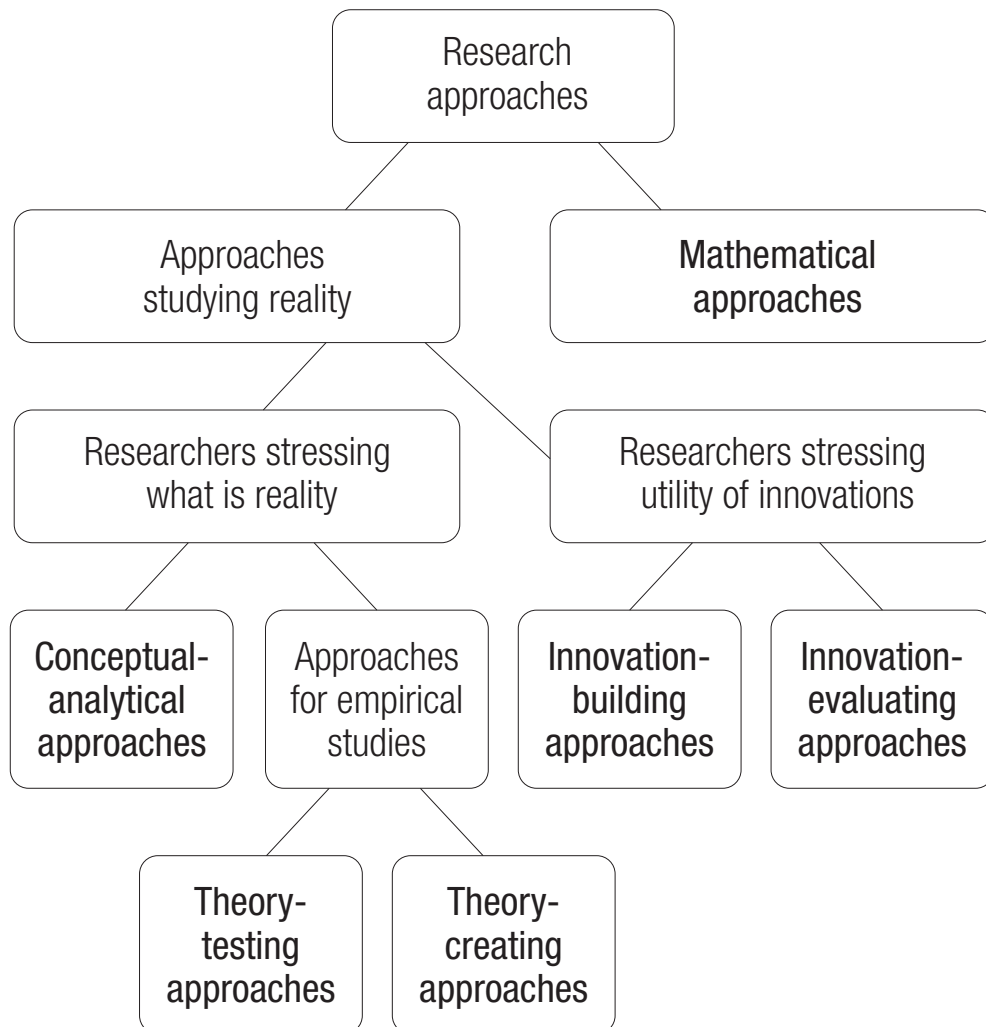 Research
approaches
Approaches
studying reality
Mathematical
approaches
Researchers stressing
what is reality
Researchers stressing
utility of innovations
Conceptual-
analytical
approaches
Approaches
for empirical
studies
Innovation-
building
approaches
Innovation-
evaluating
approaches
Theory-
testing
approaches
Theory-
creating
approaches